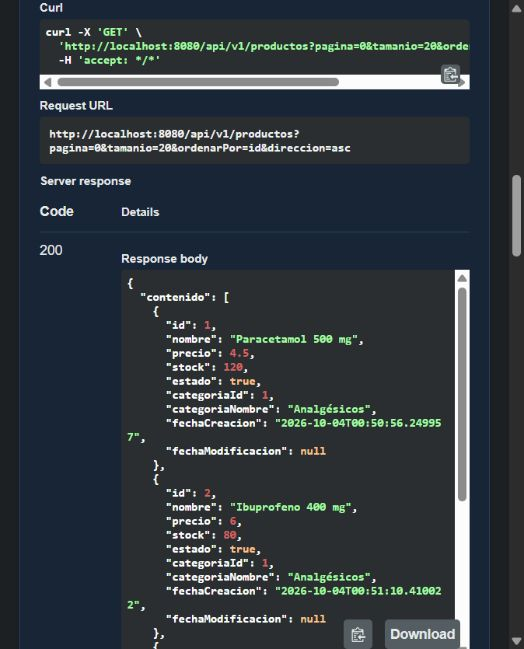 Curl
curl -X 'GET' \
'http://localhost:8080/api/v1/productos?pagina=0&tamanio=20&orde
-H 'accept: */*'
Request URL
http://localhost:8080/api/v1/productos?
pagina=0&tamanio=20&ordenarPor=id&direccion=asc
Server response
Code Details
200
Response body
{
"contenido": [
{
"id": 1,
"nombre": "Paracetamol 500 mg",
"precio": 4.5,
"stock": 120,
"estado": true,
"categoriaId": 1,
"categoriaNombre": "Analgésicos",
"fechaCreacion": "2026-10-04T00:50:56.24995
7",
"fechaModificacion": null
},
{
"id": 2,
"nombre": "Ibuprofeno 400 mg",
"precio": 6,
"stock": 80,
"estado": true,
"categoriaId": 1,
"categoriaNombre": "Analgésicos",
"fechaCreacion": "2026-10-04T00:51:10.41002
2",
"fechaModificacion": null
},
{
Download